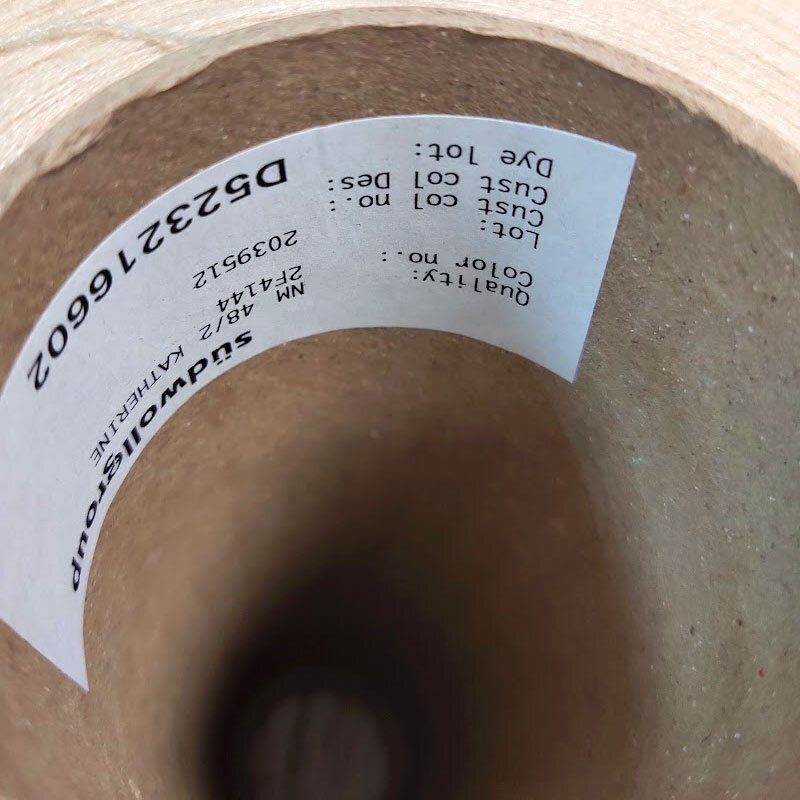 südwollegroup
Quality: NM 48/2 KATHERINE
Color no.: 2F4144
Lot: 2039512
Cust col no.:
Cust col Des:
Dye lot: D523216602